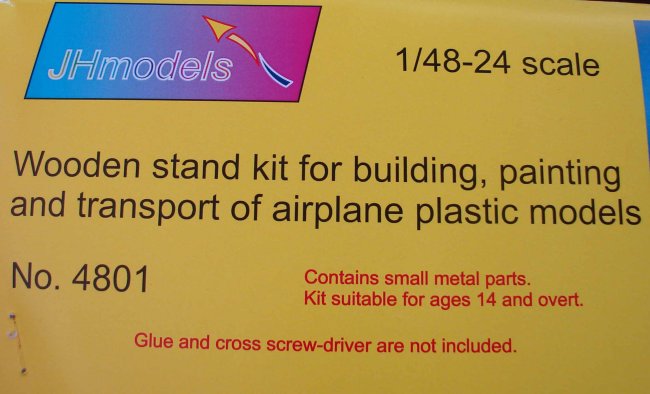 JHmodels
1/48-24 scale
Wooden stand kit for building, painting
and transport of airplane plastic models
No. 4801
Contains small metal parts.
Kit suitable for ages 14 and overt.
Glue and cross screw-driver are not included.